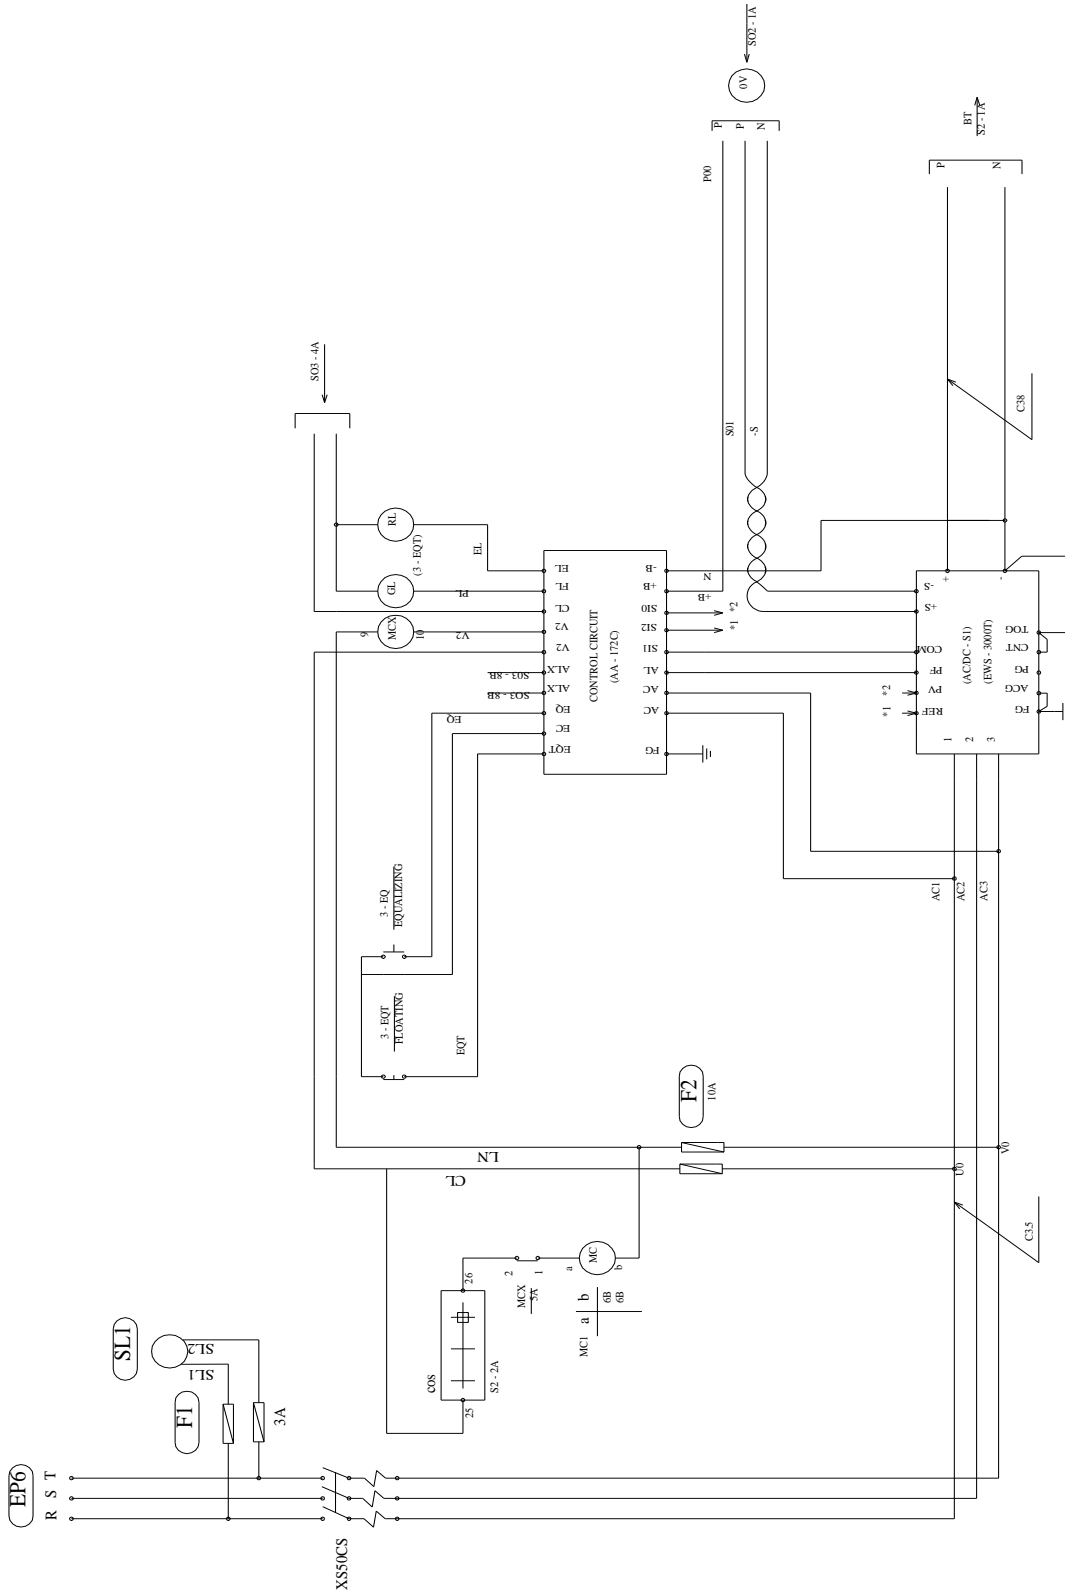 EP6
R
S
T
XS50CS
F1
3A
SL1
SL1
SL2
COS
25
26
S2 - 2A
MCX
5A
2
1
MC
a
b
MC1
a
b
6B
6B
CL
LN
F2
10A
U0
V0
C3.5
3 - EQT
FLOATING
3 - EQ
EQUALIZING
EQT
EQ
SO3 - 8B
SO3 - 8B
V2
9
MCX
10
PL
GL
(3 - EQT)
RL
EL
SO3 - 4A
CONTROL CIRCUIT
(AA - 172C)
EQT
EC
EQ
ALX
ALX
V2
V2
CL
FL
EL
FG
AC
AC
AL
SI1
SI2
SI0
+B
-B
*1
*2
+B
N
P00
S01
-S
P
P
N
0V
SO2 - 1A
AC1
AC2
AC3
1
2
3
(AC/DC - S1)
(EWS - 3000T)
REF
PV
PF
COM
+S
-S
+
-
FG
ACG
PG
CNT
TOG
*1
*2
C38
P
N
BT
S2 - 1A